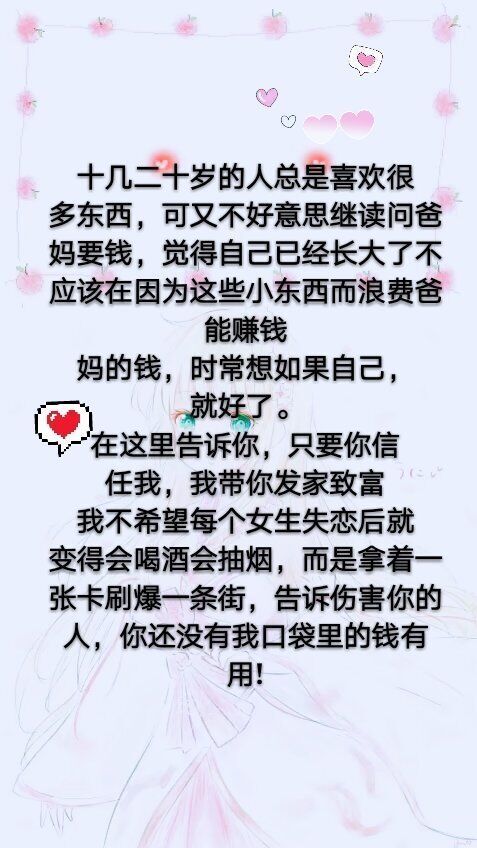 十几二十岁的人总是喜欢很
多东西，可又不好意思继读问爸
妈要钱，觉得自己已经长大了不
应该在因为这些小东西而浪费爸
能赚钱
妈的钱，时常想如果自己，
就好了。
在这里告诉你，只要你信
任我，我带你发家致富
我不希望每个女生失恋后就
变得会喝酒会抽烟，而是拿着一
张卡刷爆一条街，告诉伤害你的
人，你还没有我口袋里的钱有
用!